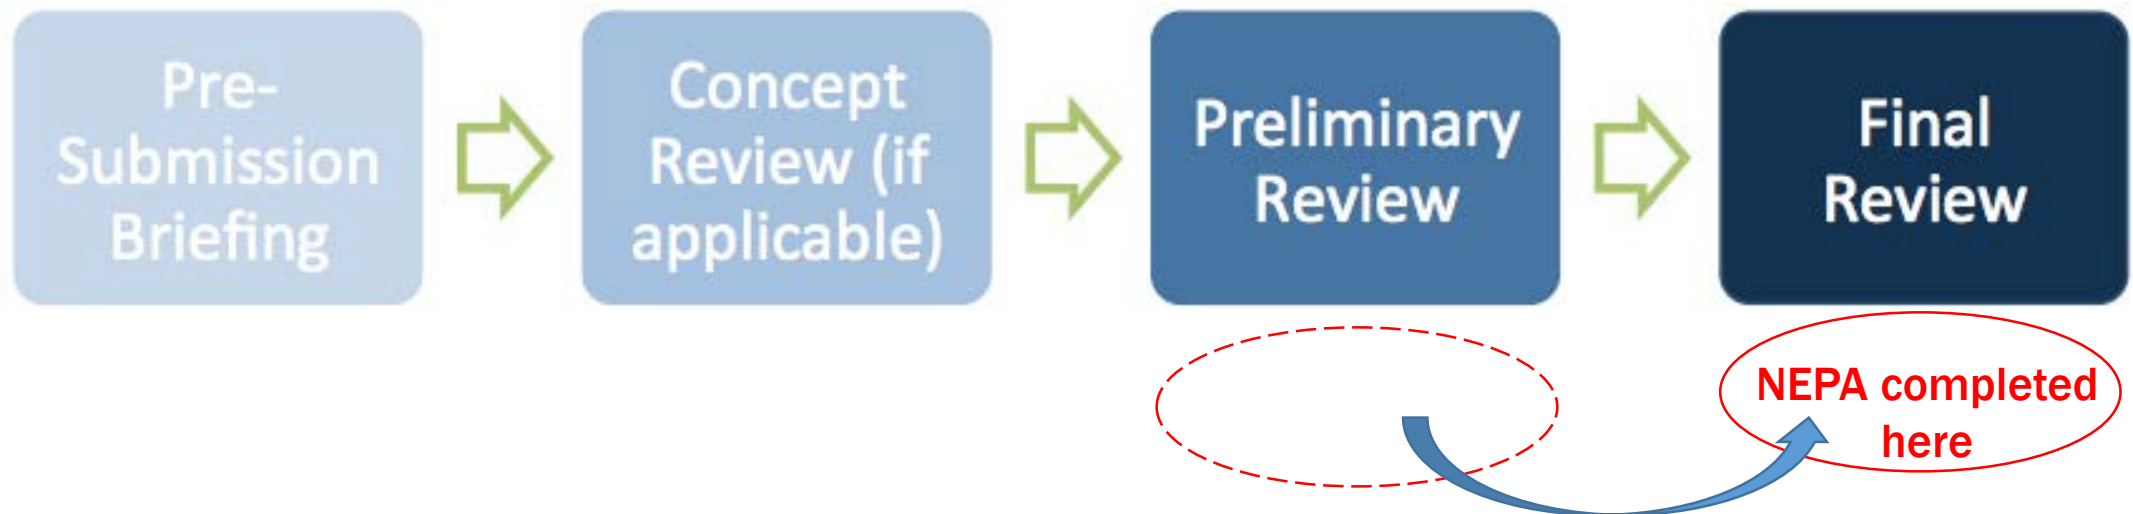 Pre-
Submission
Briefing
Concept
Review (if
applicable)
Preliminary
Review
Final
Review
NEPA completed
here